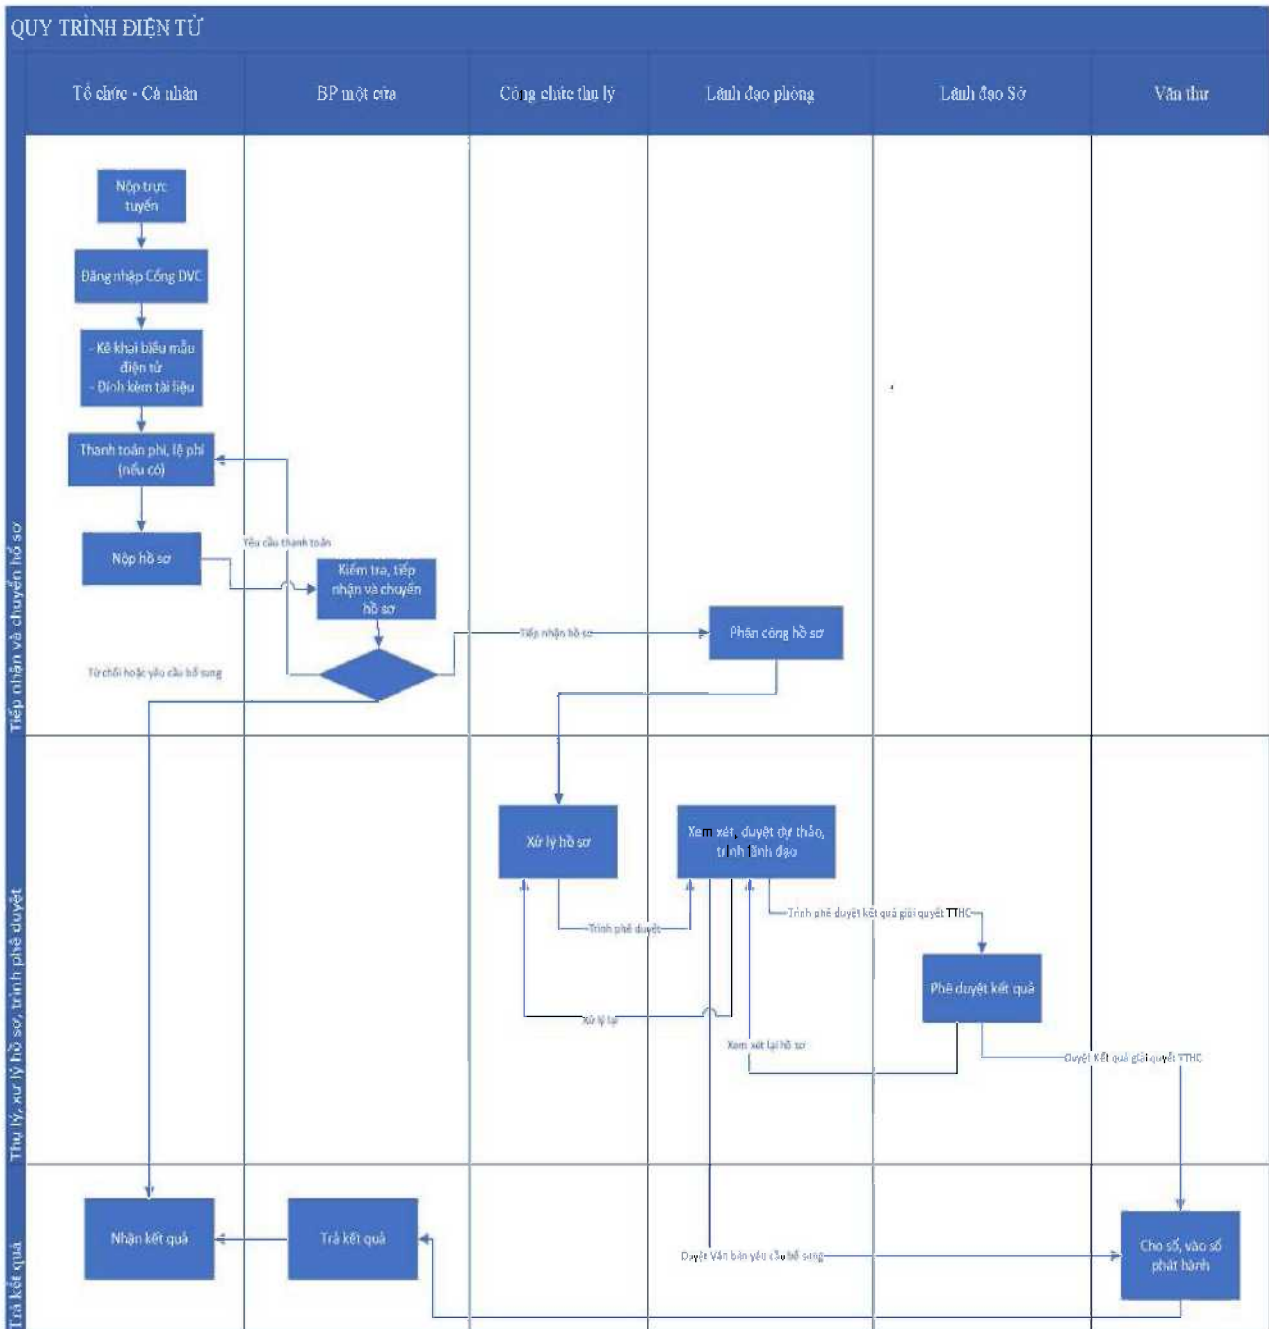 QUY TRÌNH ĐIỆN TỬ
Tổ chức - Cá nhân
BP một cửa
Công chức thụ lý
Lãnh đạo phòng
Lãnh đạo Sở
Văn thư
Tiếp nhận và chuyển hồ sơ
Nộp trực
tuyến
Đăng nhập Cổng DVC
- Kê khai biểu mẫu
điện tử
- Đính kèm tài liệu
Thanh toán phí, lệ phí
(nếu có)
Nộp hồ sơ
Yêu cầu thanh toán
Kiểm tra, tiếp
nhận và chuyển
hồ sơ
Tiếp nhận hồ sơ
Phân công hồ sơ
Từ chối hoặc yêu cầu bổ sung
Thụ lý, xư lý hồ sơ, trình phê duyệt
Xử lý hồ sơ
Xem xét, duyệt dự thảo,
trình lãnh đạo
Trình phê duyệt
Trình phê duyệt kết quả giải quyết TTHC
Phê duyệt kết quả
Xử lý lại
Xem xét lại hồ sơ
Duyệt Kết quả giải quyết TTHC
Trả kết quả
Nhận kết quả
Trả kết quả
Duyệt Văn bản yêu cầu bổ sung
Cho số, vào số
phát hành